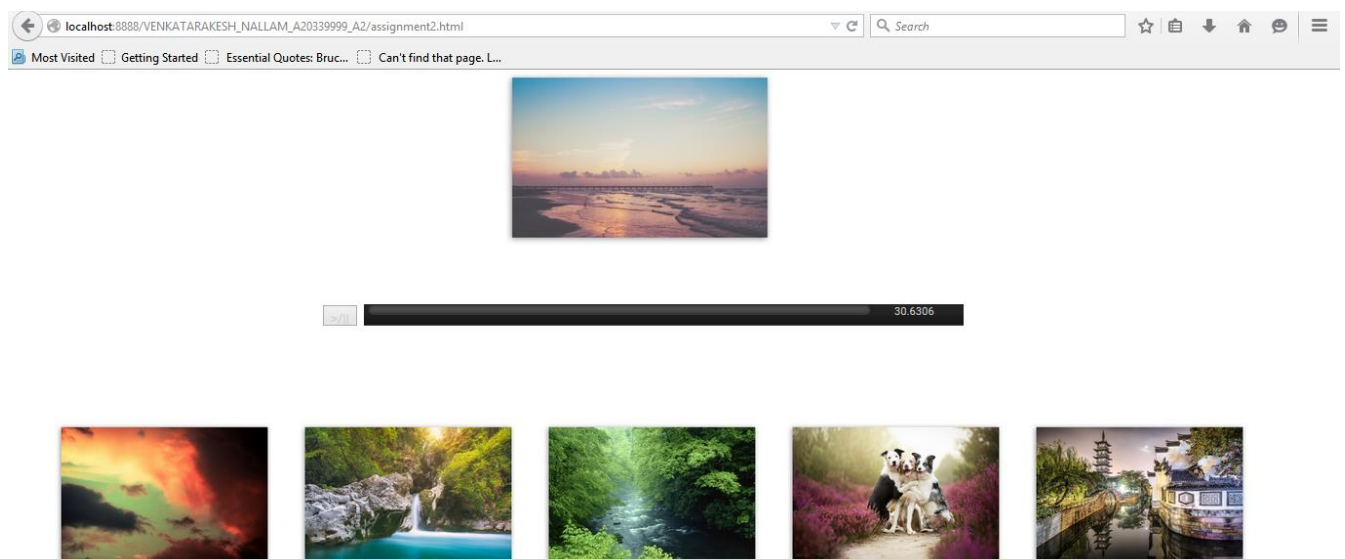 localhost:8888/VENKATARAKESH_NALLAM_A20339999_A2/assignment2.html
Search
Most Visited Getting Started Essential Quotes: Bruc... Can't find that page. L...
>/||
30.6306